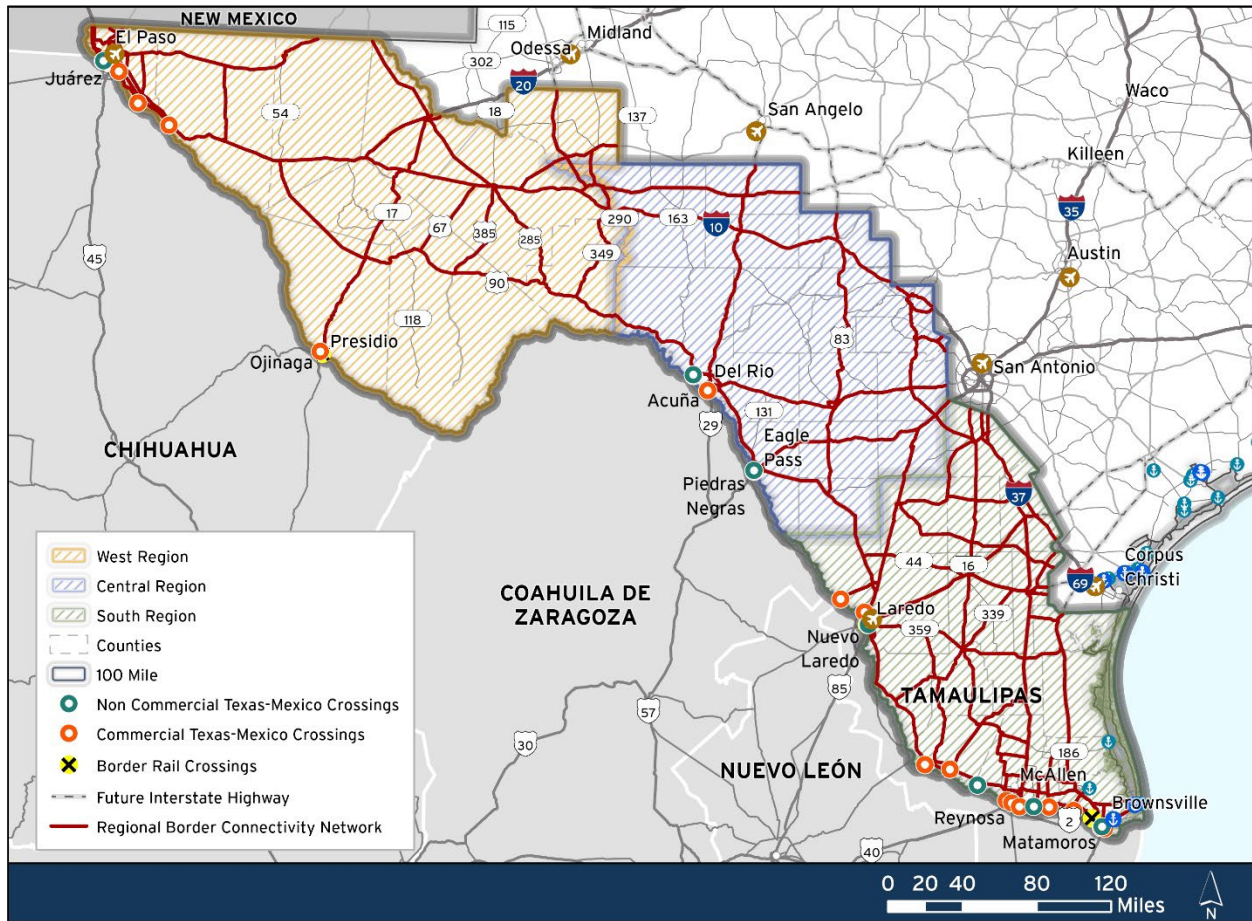 NEW MEXICO
El Paso
Juárez
115
302
Odessa
Midland
20
18
137
San Angelo
Waco
Killeen
35
Austin
54
17
67
385
285
290
349
163
10
90
118
45
Presidio
Ojinaga
83
San Antonio
Del Rio
Acuña
131
29
Eagle
Pass
Piedras
Negras
CHIHUAHUA
37
Corpus
Christi
69
44
16
339
359
Laredo
Nuevo
Laredo
COAHUILA DE
ZARAGOZA
85
57
30
TAMAULIPAS
186
McAllen
NUEVO LEÓN
Reynosa
2
Brownsville
Matamoros
40
West Region
Central Region
South Region
Counties
100 Mile
Non Commercial Texas-Mexico Crossings
Commercial Texas-Mexico Crossings
Border Rail Crossings
Future Interstate Highway
Regional Border Connectivity Network
0 20 40 80 120
Miles
N